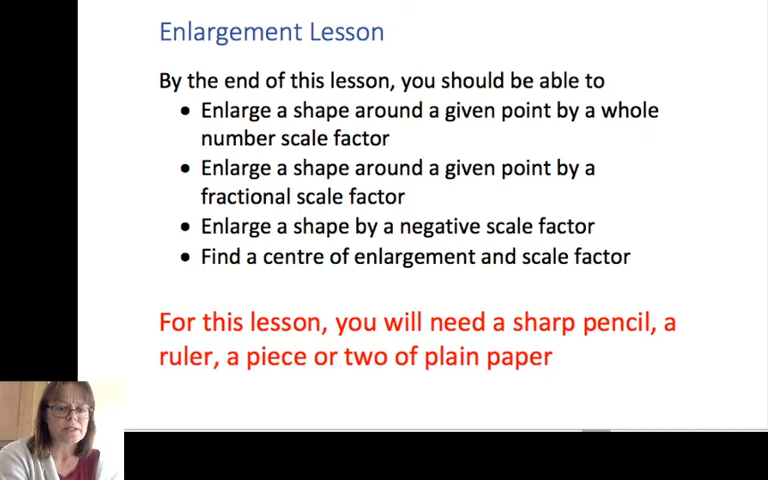 Enlargement Lesson
By the end of this lesson, you should be able to
• Enlarge a shape around a given point by a whole
number scale factor
• Enlarge a shape around a given point by a
fractional scale factor
• Enlarge a shape by a negative scale factor
• Find a centre of enlargement and scale factor
For this lesson, you will need a sharp pencil, a
ruler, a piece or two of plain paper